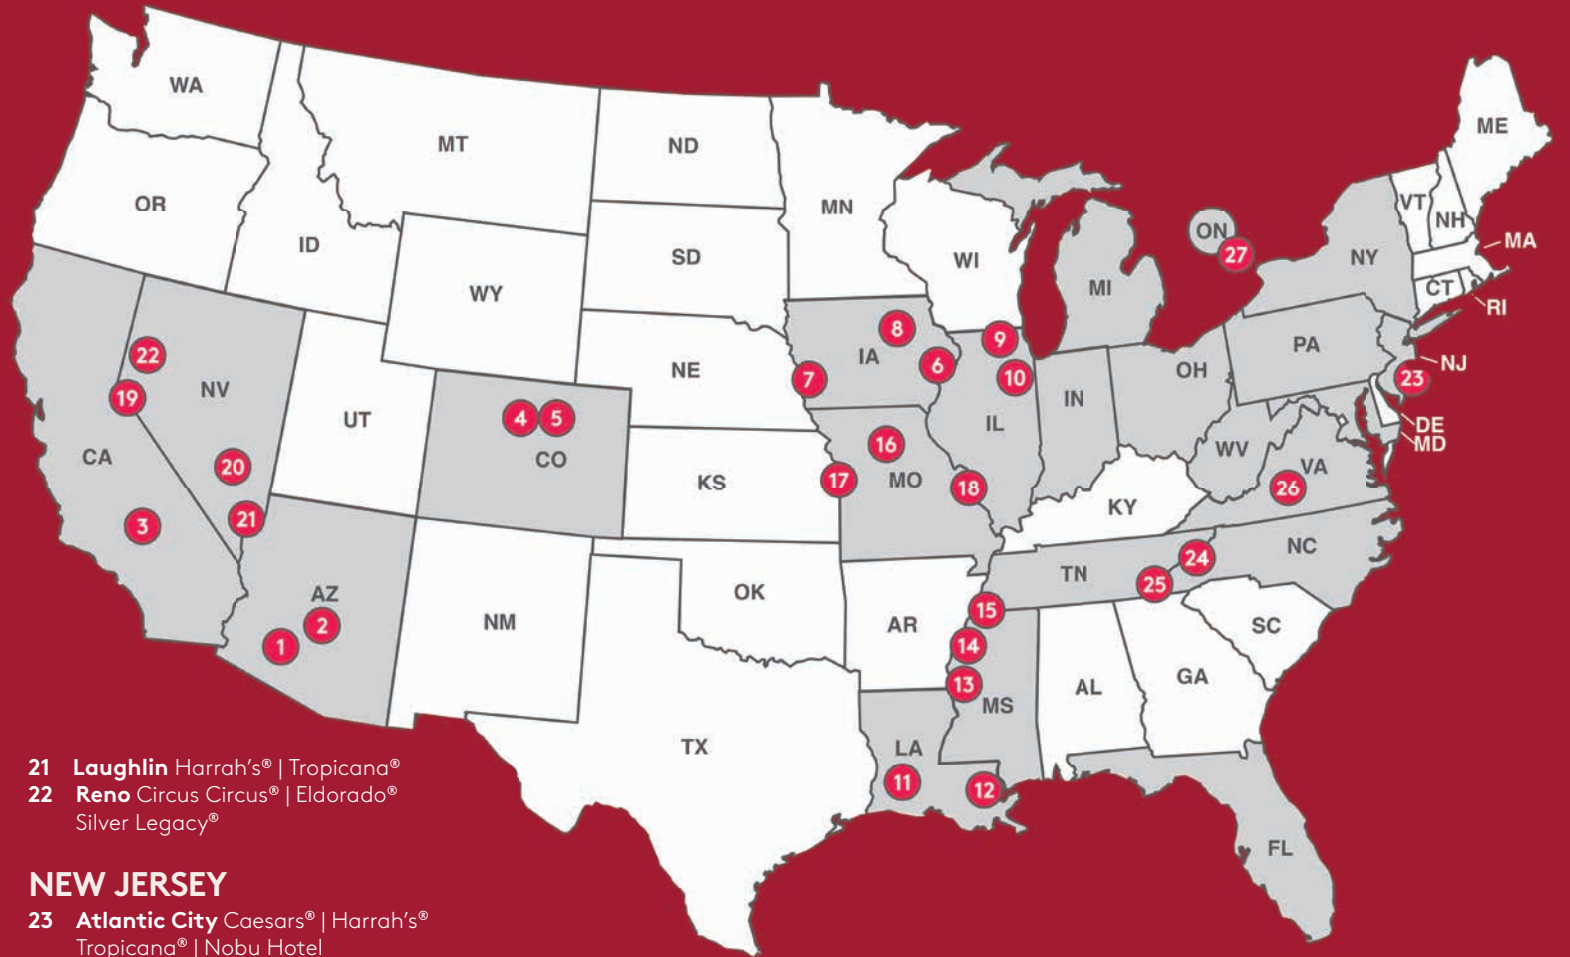 WA
ME
MT
ND
OR
MN
VT
NH
ID
SD
WI
ON
27
MA
NY
WY
MI
CT
RI
22
8
9
IA
6
PA
NJ
NE
7
10
OH
23
NV
19
IN
4
5
UT
IL
DE
MD
CO
16
CA
20
WV
VA
KS
17
MO
18
26
3
21
KY
NC
24
TN
25
AZ
OK
2
1
NM
AR
15
SC
14
13
GA
AL
MS
TX
LA
11
12
FL
21 Laughlin Harrah's® | Tropicana®
22 Reno Circus Circus® | Eldorado®
Silver Legacy®
NEW JERSEY
23 Atlantic City Caesars® | Harrah's®
Tropicana® | Nobu Hotel